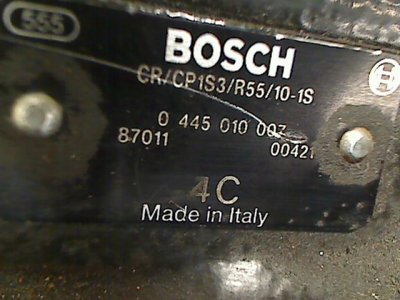 555
BOSCH
CR/CP1S3/R55/10-1S
0 445 010 007
87011 00421
4C
Made in Italy